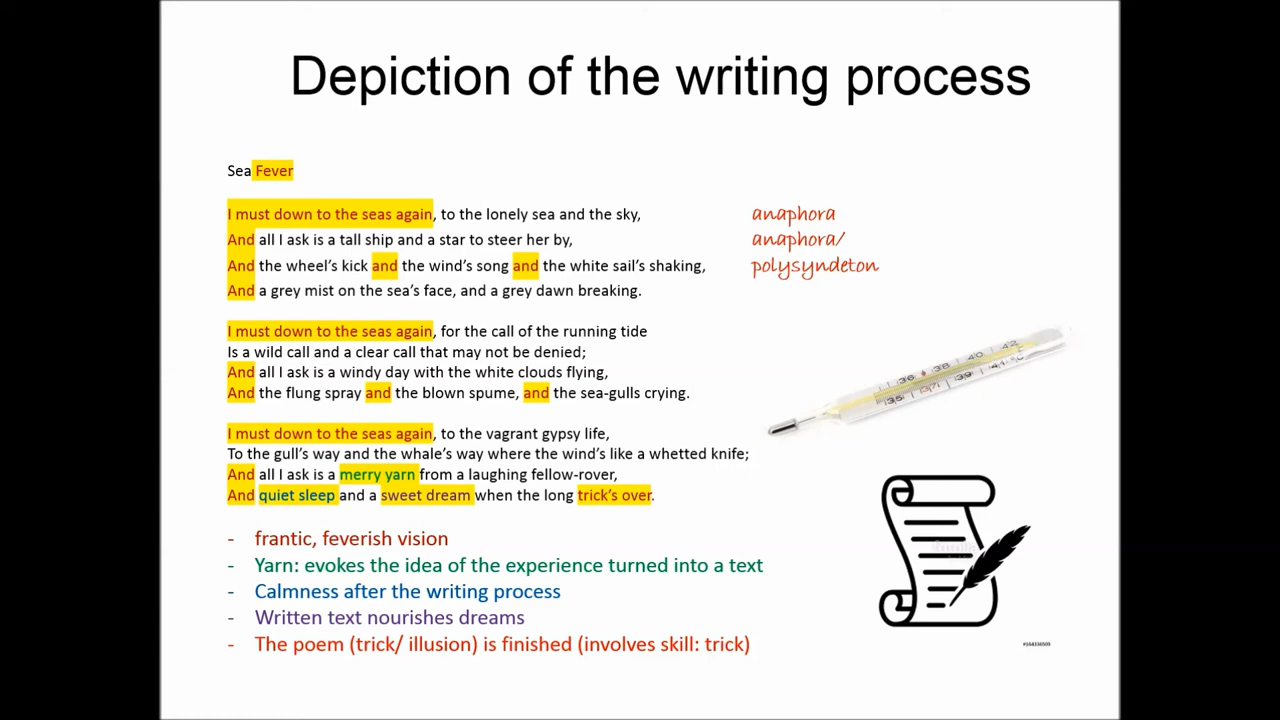 Depiction of the writing process
Sea Fever
I must down to the seas again, to the lonely sea and the sky,
anaphora
And all I ask is a tall ship and a star to steer her by,
anaphora/
And the wheel's kick and the wind's song and the white sail's shaking,
polysyndeton
And a grey mist on the sea's face, and a grey dawn breaking.
I must down to the seas again, for the call of the running tide
Is a wild call and a clear call that may not be denied;
And all I ask is a windy day with the white clouds flying,
And the flung spray and the blown spume, and the sea-gulls crying.
I must down to the seas again, to the vagrant gypsy life,
To the gull's way and the whale's way where the wind's like a whetted knife;
And all I ask is a merry yarn from a laughing fellow-rover,
And quiet sleep and a sweet dream when the long trick's over.
- frantic, feverish vision
- Yarn: evokes the idea of the experience turned into a text
- Calmness after the writing process
- Written text nourishes dreams
- The poem (trick/ illusion) is finished (involves skill: trick)
36 38 40 42
35 37 39 41 °C